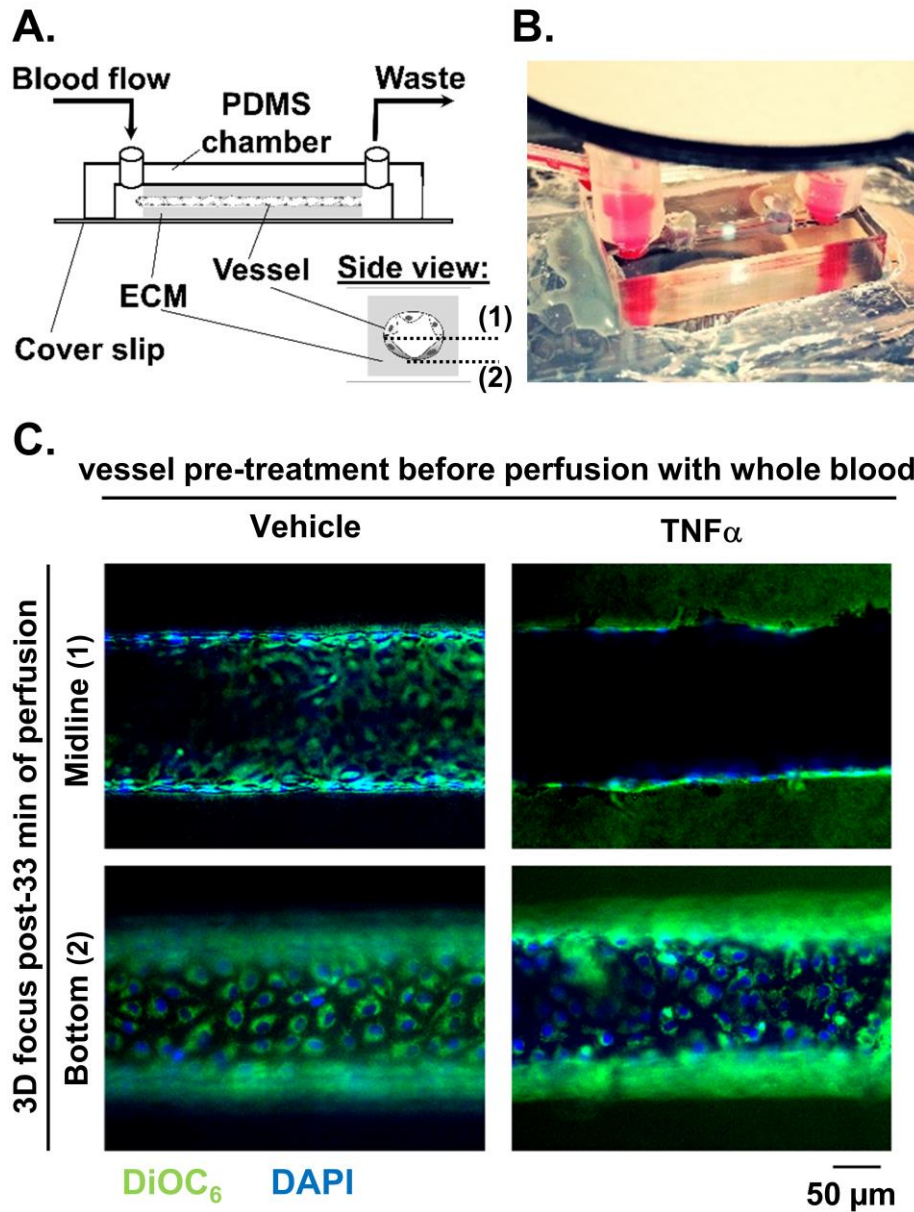 A.
Blood flow
Waste
PDMS
chamber
Vessel
ECM
Cover slip
Side view:
(1)
(2)
B.
C.
vessel pre-treatment before perfusion with whole blood
Vehicle
TNFα
3D focus post-33 min of perfusion
Midline (1)
Bottom (2)
DiOC₆
DAPI
50 µm